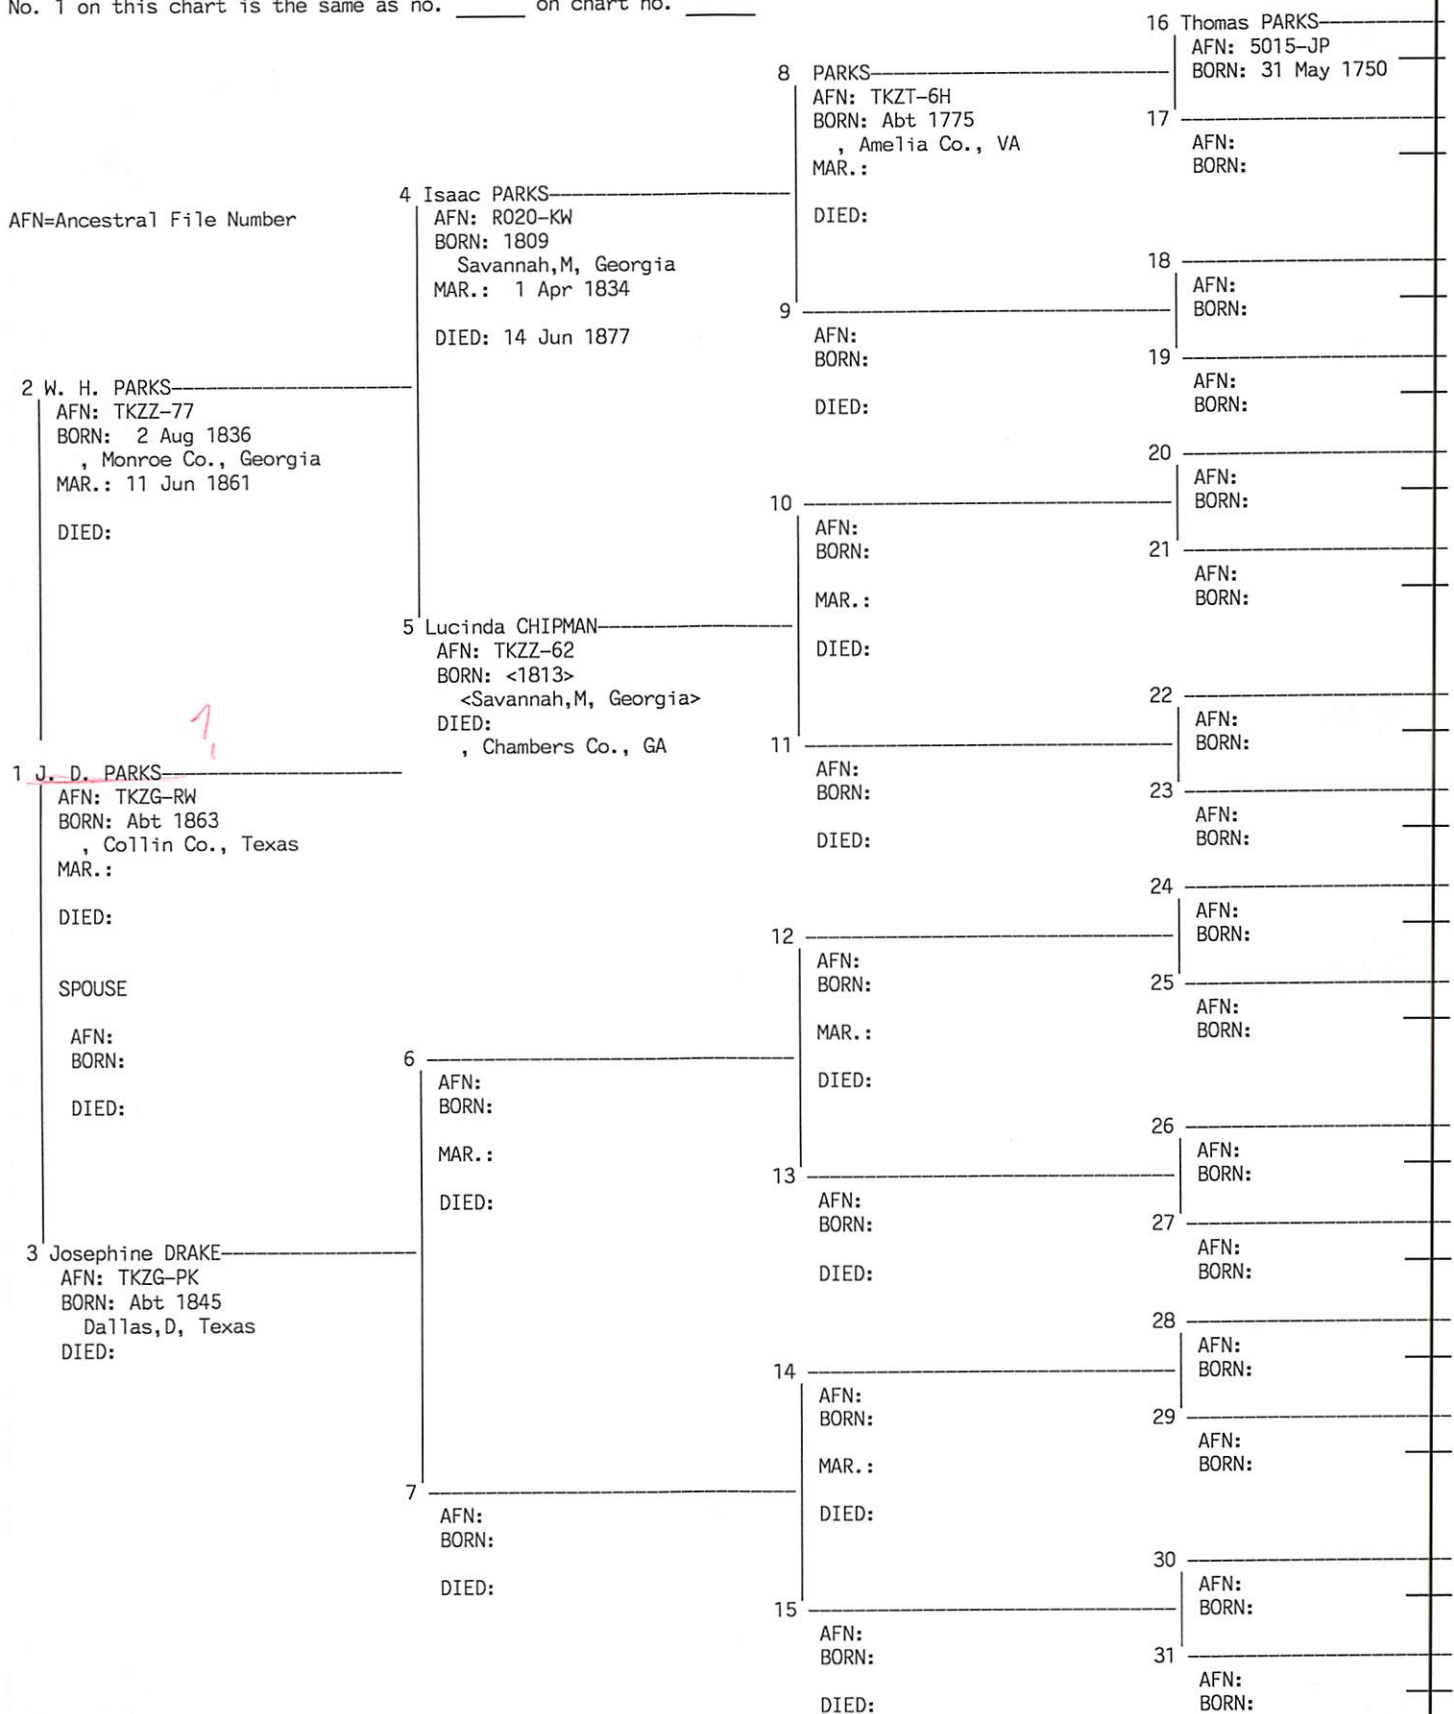 No. 1 on this chart is the same as no. ______ on chart no. ______
AFN=Ancestral File Number
1 J. D. PARKS
1,
AFN: TKZG-RW
BORN: Abt 1863
, Collin Co., Texas
MAR.:
DIED:
SPOUSE
AFN:
BORN:
DIED:
2 W. H. PARKS
AFN: TKZZ-77
BORN: 2 Aug 1836
, Monroe Co., Georgia
MAR.: 11 Jun 1861
DIED:
3 Josephine DRAKE
AFN: TKZG-PK
BORN: Abt 1845
Dallas,D, Texas
DIED:
4 Isaac PARKS
AFN: R020-KW
BORN: 1809
Savannah,M, Georgia
MAR.: 1 Apr 1834
DIED: 14 Jun 1877
5 Lucinda CHIPMAN
AFN: TKZZ-62
BORN: <1813>
<Savannah,M, Georgia>
DIED:
, Chambers Co., GA
6
AFN:
BORN:
MAR.:
DIED:
7
AFN:
BORN:
DIED:
8 PARKS
AFN: TKZT-6H
BORN: Abt 1775
, Amelia Co., VA
MAR.:
DIED:
9
AFN:
BORN:
DIED:
10
AFN:
BORN:
MAR.:
DIED:
11
AFN:
BORN:
DIED:
12
AFN:
BORN:
MAR.:
DIED:
13
AFN:
BORN:
DIED:
14
AFN:
BORN:
MAR.:
DIED:
15
AFN:
BORN:
DIED:
16 Thomas PARKS
AFN: 5015-JP
BORN: 31 May 1750
17
AFN:
BORN:
18
AFN:
BORN:
19
AFN:
BORN:
20
AFN:
BORN:
21
AFN:
BORN:
22
AFN:
BORN:
23
AFN:
BORN:
24
AFN:
BORN:
25
AFN:
BORN:
26
AFN:
BORN:
27
AFN:
BORN:
28
AFN:
BORN:
29
AFN:
BORN:
30
AFN:
BORN:
31
AFN:
BORN: